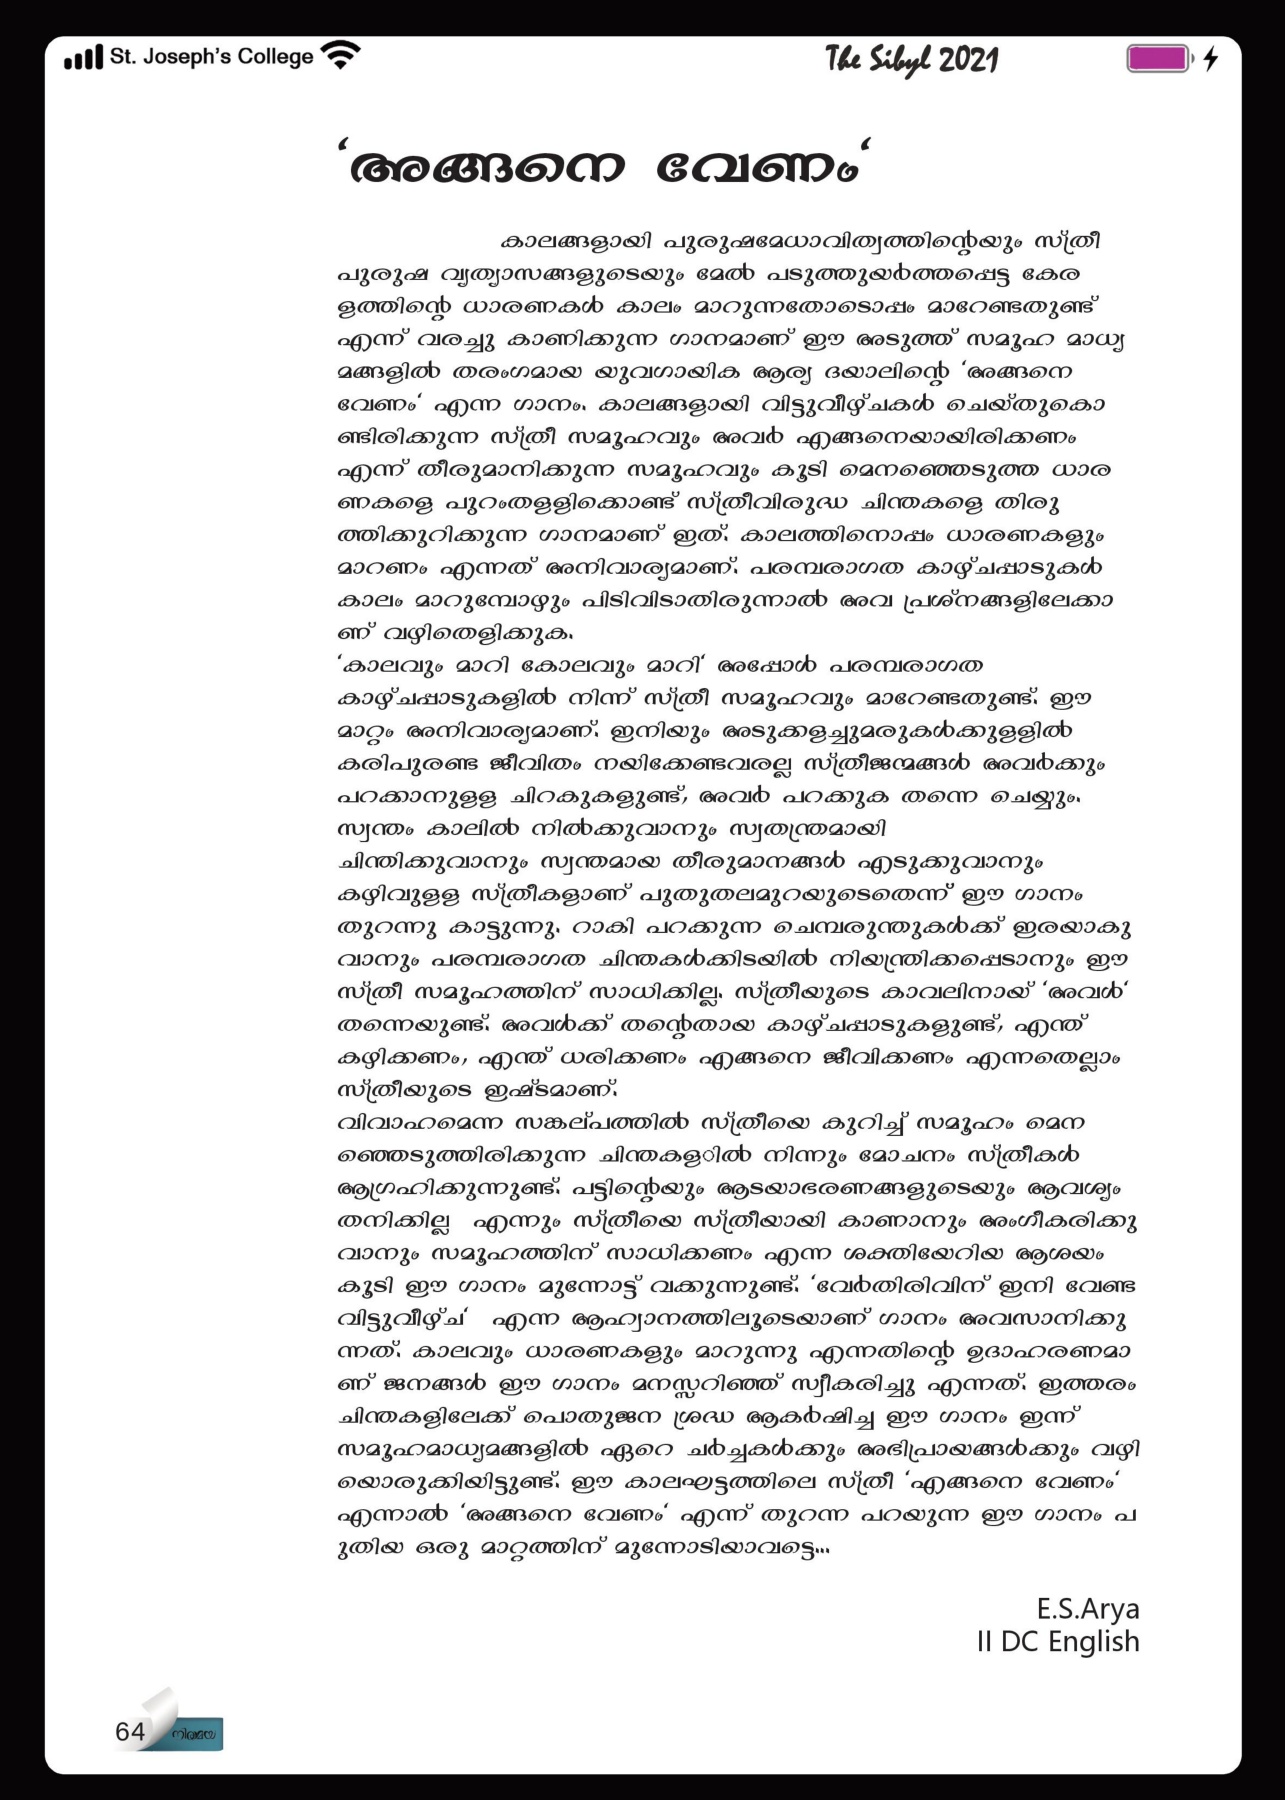 St. Joseph's College
The Sibyl 2021
‘അങ്ങനെ വേണം‘
കാലങ്ങളായി പുരുഷമേധാവിത്വത്തിന്റെയും സ്ത്രീ
പുരുഷ വ്യത്യാസങ്ങളുടെയും മേൽ പടുത്തുയർത്തപ്പെട്ട കേര
ളത്തിന്റെ ധാരണകൾ കാലം മാറുന്നതോടൊപ്പം മാറേണ്ടതുണ്ട്
എന്ന് വരച്ചു കാണിക്കുന്ന ഗാനമാണ് ഈ അടുത്ത് സമൂഹ മാധ്യ
മങ്ങളിൽ തരംഗമായ യുവഗായിക ആര്യ ദയാലിന്റെ ‘അങ്ങനെ
വേണം‘ എന്ന ഗാനം. കാലങ്ങളായി വിട്ടുവീഴ്ചകൾ ചെയ്തുകൊ
ണ്ടിരിക്കുന്ന സ്ത്രീ സമൂഹവും അവർ എങ്ങനെയായിരിക്കണം
എന്ന് തീരുമാനിക്കുന്ന സമൂഹവും കൂടി മെനഞ്ഞെടുത്ത ധാര
ണകളെ പുറംതള്ളിക്കൊണ്ട് സ്ത്രീവിരുദ്ധ ചിന്തകളെ തിരു
ത്തിക്കുറിക്കുന്ന ഗാനമാണ് ഇത്. കാലത്തിനൊപ്പം ധാരണകളും
മാറണം എന്നത് അനിവാര്യമാണ്. പരമ്പരാഗത കാഴ്ചപ്പാടുകൾ
കാലം മാറുമ്പോഴും പിടിവിടാതിരുന്നാൽ അവ പ്രശ്നങ്ങളിലേക്കാ
ണ് വഴിതെളിക്കുക.
‘കാലവും മാറി കോലവും മാറി‘ അപ്പോൾ പരമ്പരാഗത
കാഴ്ചപ്പാടുകളിൽ നിന്ന് സ്ത്രീ സമൂഹവും മാറേണ്ടതുണ്ട്. ഈ
മാറ്റം അനിവാര്യമാണ്. ഇനിയും അടുക്കളച്ചുമരുകൾക്കുള്ളിൽ
കരിപുരണ്ട ജീവിതം നയിക്കേണ്ടവരല്ല സ്ത്രീജന്മങ്ങൾ അവർക്കും
പറക്കാനുള്ള ചിറകുകളുണ്ട്, അവർ പറക്കുക തന്നെ ചെയ്യും.
സ്വന്തം കാലിൽ നിൽക്കുവാനും സ്വതന്ത്രമായി
ചിന്തിക്കുവാനും സ്വന്തമായ തീരുമാനങ്ങൾ എടുക്കുവാനും
കഴിവുള്ള സ്ത്രീകളാണ് പുതുതലമുറയുടെതെന്ന് ഈ ഗാനം
തുറന്നു കാട്ടുന്നു. റാകി പറക്കുന്ന ചെമ്പരുന്തുകൾക്ക് ഇരയാകു
വാനും പരമ്പരാഗത ചിന്തകൾക്കിടയിൽ നിയന്ത്രിക്കപ്പെടാനും ഈ
സ്ത്രീ സമൂഹത്തിന് സാധിക്കില്ല. സ്ത്രീയുടെ കാവലിനായ് ‘അവൾ‘
തന്നെയുണ്ട്. അവൾക്ക് തന്റെതായ കാഴ്ചപ്പാടുകളുണ്ട്, എന്ത്
കഴിക്കണം, എന്ത് ധരിക്കണം എങ്ങനെ ജീവിക്കണം എന്നതെല്ലാം
സ്ത്രീയുടെ ഇഷ്ടമാണ്.
വിവാഹമെന്ന സങ്കല്പത്തിൽ സ്ത്രീയെ കുറിച്ച് സമൂഹം മെന
ഞ്ഞെടുത്തിരിക്കുന്ന ചിന്തകളിൽ നിന്നും മോചനം സ്ത്രീകൾ
ആഗ്രഹിക്കുന്നുണ്ട്. പട്ടിന്റെയും ആടയാഭരണങ്ങളുടെയും ആവശ്യം
തനിക്കില്ല എന്നും സ്ത്രീയെ സ്ത്രീയായി കാണാനും അംഗീകരിക്കു
വാനും സമൂഹത്തിന് സാധിക്കണം എന്ന ശക്തിയേറിയ ആശയം
കൂടി ഈ ഗാനം മുന്നോട്ട് വക്കുന്നുണ്ട്. ‘വേർതിരിവിന് ഇനി വേണ്ട
വിട്ടുവീഴ്ച‘ എന്ന ആഹ്വാനത്തിലൂടെയാണ് ഗാനം അവസാനിക്കു
ന്നത്. കാലവും ധാരണകളും മാറുന്നു എന്നതിന്റെ ഉദാഹരണമാ
ണ് ജനങ്ങൾ ഈ ഗാനം മനസ്സറിഞ്ഞ് സ്വീകരിച്ചു എന്നത്. ഇത്തരം
ചിന്തകളിലേക്ക് പൊതുജന ശ്രദ്ധ ആകർഷിച്ച ഈ ഗാനം ഇന്ന്
സമൂഹമാധ്യമങ്ങളിൽ ഏറെ ചർച്ചകൾക്കും അഭിപ്രായങ്ങൾക്കും വഴി
യൊരുക്കിയിട്ടുണ്ട്. ഈ കാലഘട്ടത്തിലെ സ്ത്രീ ‘എങ്ങനെ വേണം‘
എന്നാൽ ‘അങ്ങനെ വേണം‘ എന്ന് തുറന്ന പറയുന്ന ഈ ഗാനം പ
ുതിയ ഒരു മാറ്റത്തിന് മുന്നോടിയാവട്ടെ...
E.S.Arya
II DC English
64